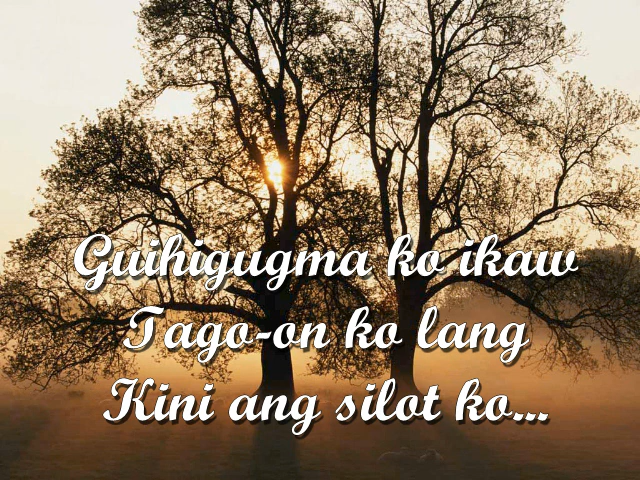 Guihigugma ko ikaw
Tago-on ko lang
Kini ang silot ko...